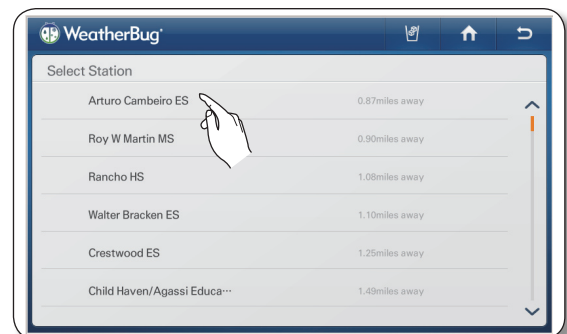 WeatherBug
Select Station
Arturo Cambeiro ES 0.87miles away
Roy W Martin MS 0.90miles away
Rancho HS 1.08miles away
Walter Bracken ES 1.10miles away
Crestwood ES 1.25miles away
Child Haven/Agassi Educa⋯ 1.49miles away